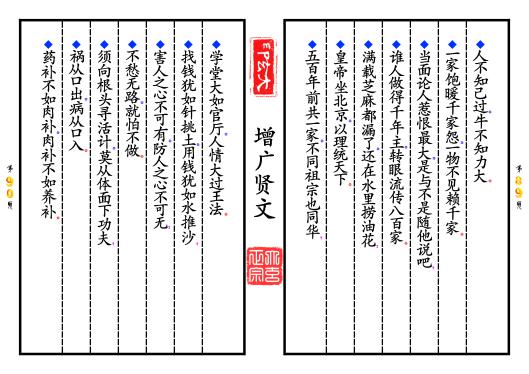 人不知己过，牛不知力大。
一家饱暖千家怨，一物不见赖千家。
当面论人惹恨最大，是与不是随他说吧。
谁人做得千年主，转眼流传八百家。
满载芝麻都漏了，还在水里捞油花。
皇帝坐北京，以理统天下。
五百年前共一家，不同祖宗也同华。
增广贤文
学堂大如官厅，人情大过王法。
找钱犹如针挑土，用钱犹如水推沙。
害人之心不可有，防人之心不可无。
不愁无路，就怕不做。
须向根头寻活计，莫从体面下功夫。
祸从口出，病从口入。
药补不如肉补，肉补不如养补。
第89页
第90页